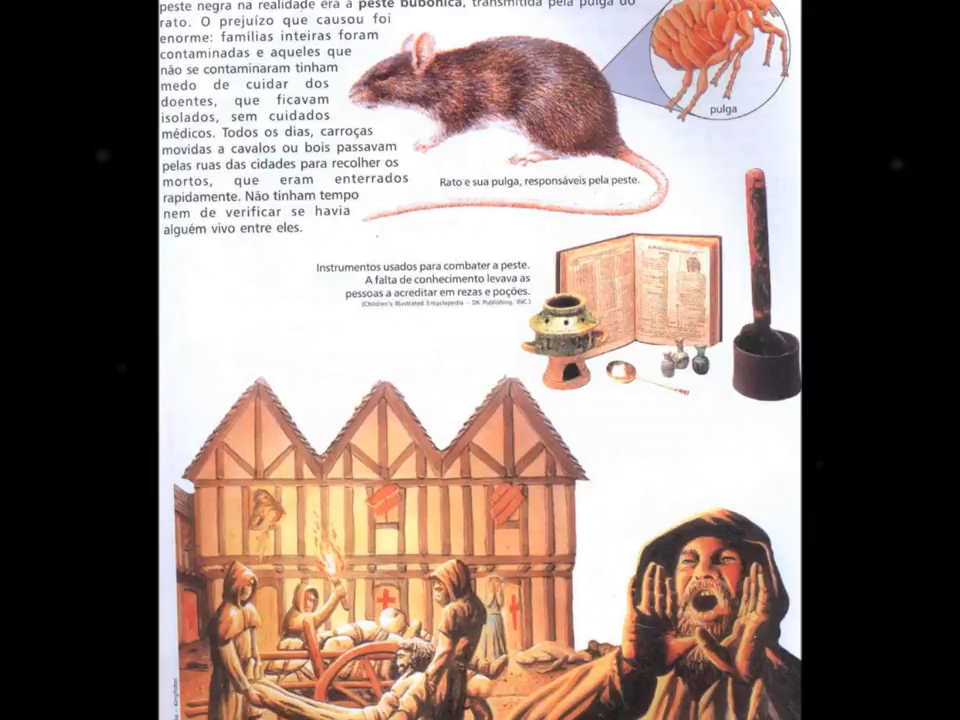 peste negra na realidade era a peste bubônica, transmitida pela pulga do
rato. O prejuízo que causou foi
enorme: famílias inteiras foram
contaminadas e aqueles que
não se contaminaram tinham
medo de cuidar dos
doentes, que ficavam
isolados, sem cuidados
médicos. Todos os dias, carroças
movidas a cavalos ou bois passavam
pelas ruas das cidades para recolher os
mortos, que eram enterrados
rapidamente. Não tinham tempo
nem de verificar se havia
alguém vivo entre eles.
pulga
Rato e sua pulga, responsáveis pela peste.
Instrumentos usados para combater a peste.
A falta de conhecimento levava as
pessoas a acreditar em rezas e poções.
(Children's Illustrated Encyclopedia – DK Publishing, INC.)
– Kingfisher